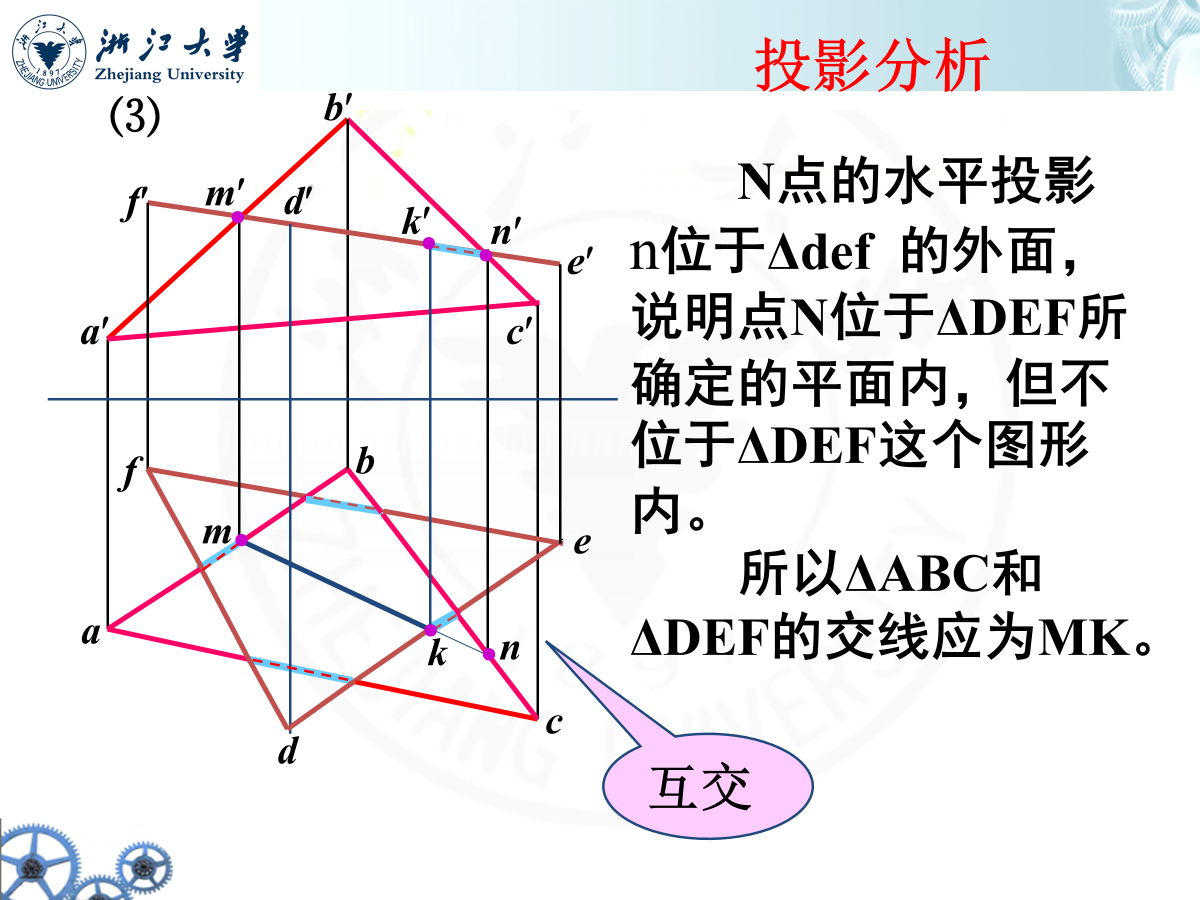 浙江大学
Zhejiang University
1897
ZHEJIANG UNIVERSITY
投影分析
(3)
b'
f'
m'
d'
k'
n'
e'
a'
c'
f
b
m
e
a
k
n
c
d
N点的水平投影
n位于Δdef 的外面，
说明点N位于ΔDEF所
确定的平面内，但不
位于ΔDEF这个图形
内。
所以ΔABC和
ΔDEF的交线应为MK。
互交